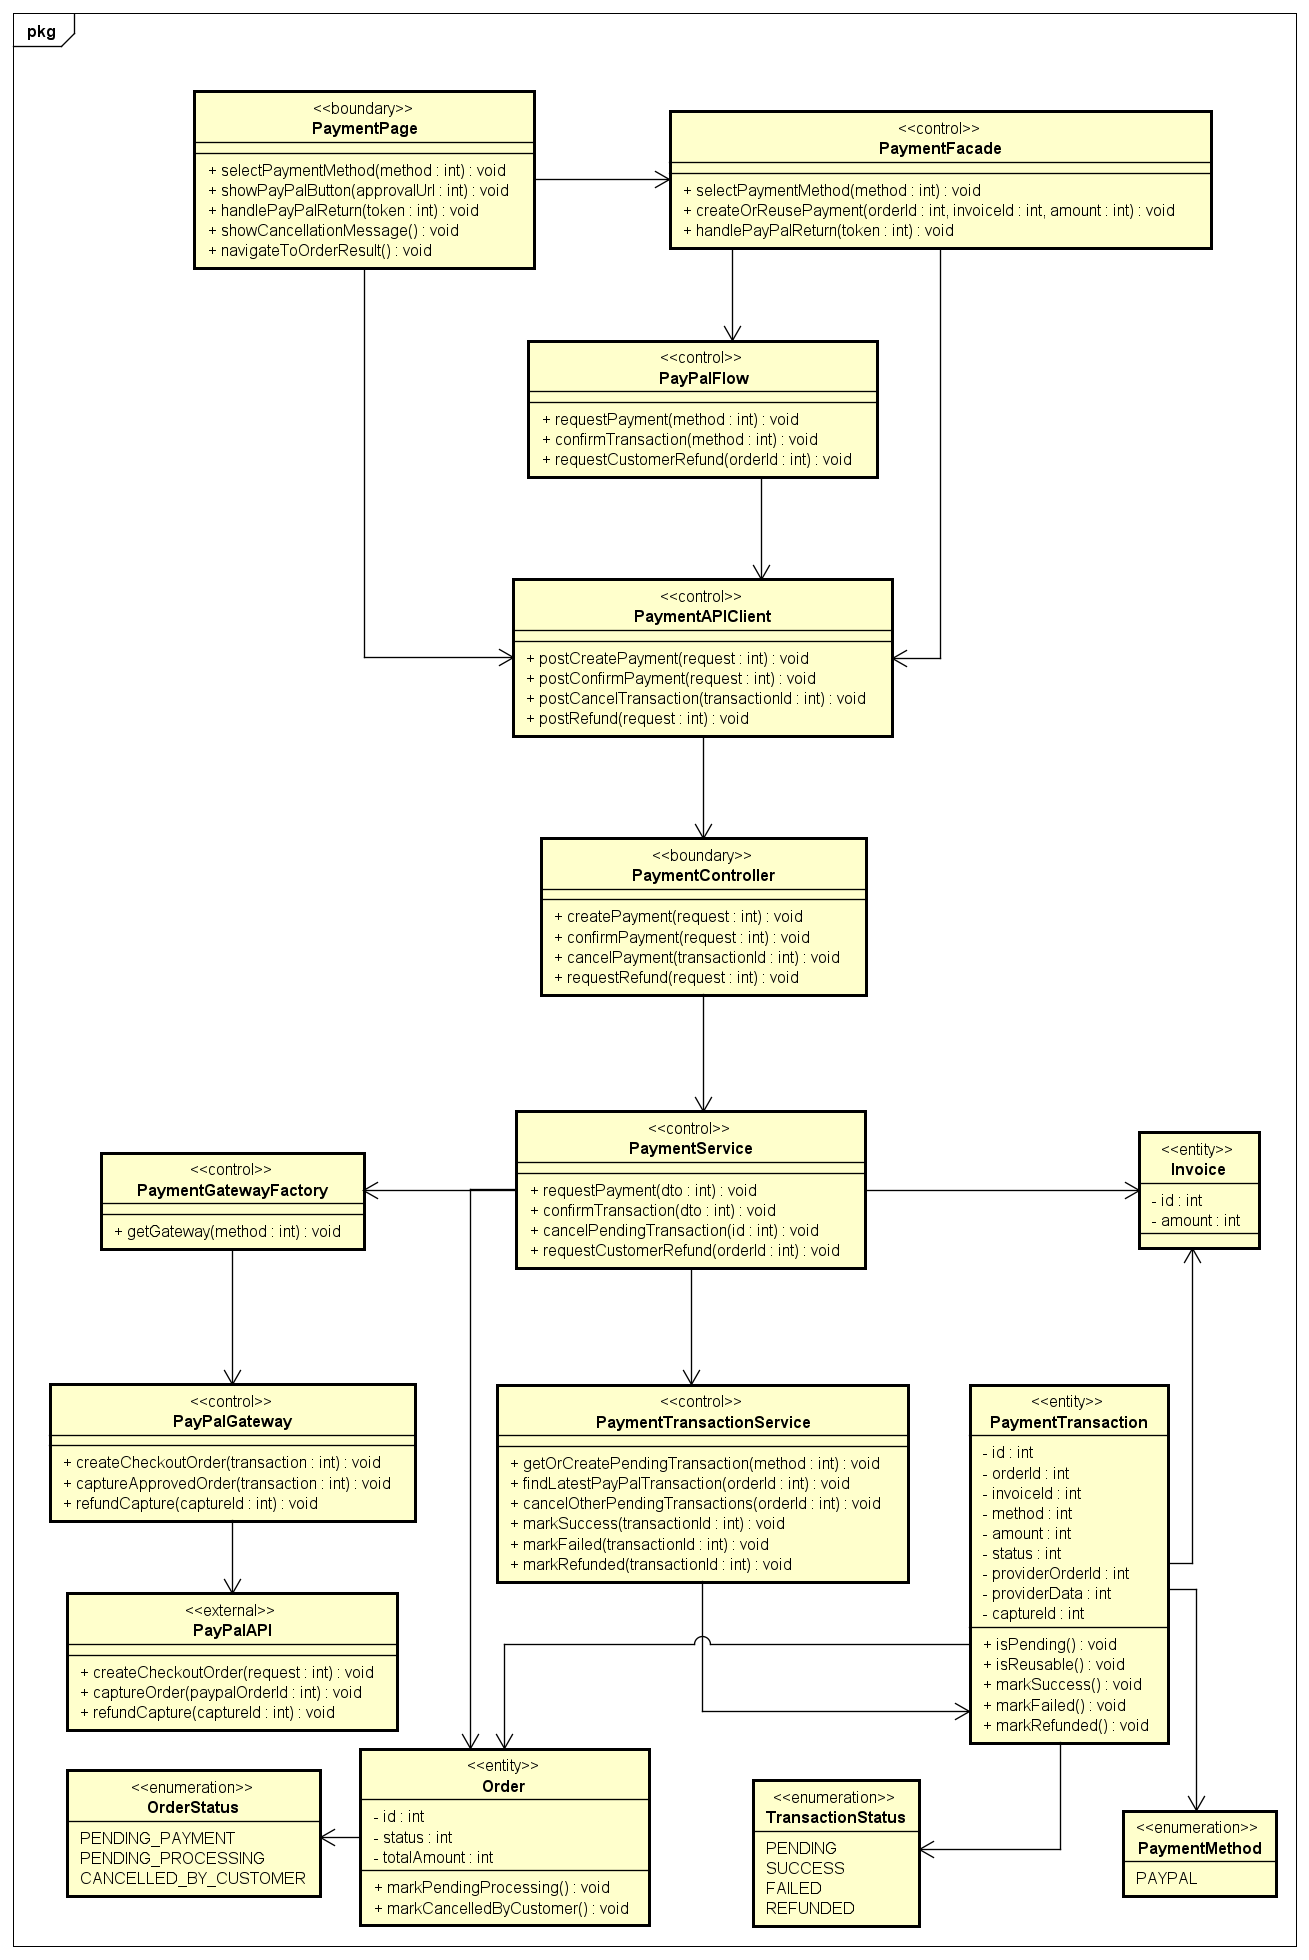 pkg
<<boundary>>
PaymentPage
+ selectPaymentMethod(method : int) : void
+ showPayPalButton(approvalUrl : int) : void
+ handlePayPalReturn(token : int) : void
+ showCancellationMessage() : void
+ navigateToOrderResult() : void
<<control>>
PaymentFacade
+ selectPaymentMethod(method : int) : void
+ createOrReusePayment(orderId : int, invoiceId : int, amount : int) : void
+ handlePayPalReturn(token : int) : void
<<control>>
PayPalFlow
+ requestPayment(method : int) : void
+ confirmTransaction(method : int) : void
+ requestCustomerRefund(orderId : int) : void
<<control>>
PaymentAPIClient
+ postCreatePayment(request : int) : void
+ postConfirmPayment(request : int) : void
+ postCancelTransaction(transactionId : int) : void
+ postRefund(request : int) : void
<<boundary>>
PaymentController
+ createPayment(request : int) : void
+ confirmPayment(request : int) : void
+ cancelPayment(transactionId : int) : void
+ requestRefund(request : int) : void
<<control>>
PaymentService
+ requestPayment(dto : int) : void
+ confirmTransaction(dto : int) : void
+ cancelPendingTransaction(id : int) : void
+ requestCustomerRefund(orderId : int) : void
<<control>>
PaymentGatewayFactory
+ getGateway(method : int) : void
<<entity>>
Invoice
- id : int
- amount : int
<<control>>
PayPalGateway
+ createCheckoutOrder(transaction : int) : void
+ captureApprovedOrder(transaction : int) : void
+ refundCapture(captureId : int) : void
<<control>>
PaymentTransactionService
+ getOrCreatePendingTransaction(method : int) : void
+ findLatestPayPalTransaction(orderId : int) : void
+ cancelOtherPendingTransactions(orderId : int) : void
+ markSuccess(transactionId : int) : void
+ markFailed(transactionId : int) : void
+ markRefunded(transactionId : int) : void
<<entity>>
PaymentTransaction
- id : int
- orderId : int
- invoiceId : int
- method : int
- amount : int
- status : int
- providerOrderId : int
- providerData : int
- captureId : int
+ isPending() : void
+ isReusable() : void
+ markSuccess() : void
+ markFailed() : void
+ markRefunded() : void
<<external>>
PayPalAPI
+ createCheckoutOrder(request : int) : void
+ captureOrder(paypalOrderId : int) : void
+ refundCapture(captureId : int) : void
<<enumeration>>
OrderStatus
PENDING_PAYMENT
PENDING_PROCESSING
CANCELLED_BY_CUSTOMER
<<entity>>
Order
- id : int
- status : int
- totalAmount : int
+ markPendingProcessing() : void
+ markCancelledByCustomer() : void
<<enumeration>>
TransactionStatus
PENDING
SUCCESS
FAILED
REFUNDED
<<enumeration>>
PaymentMethod
PAYPAL